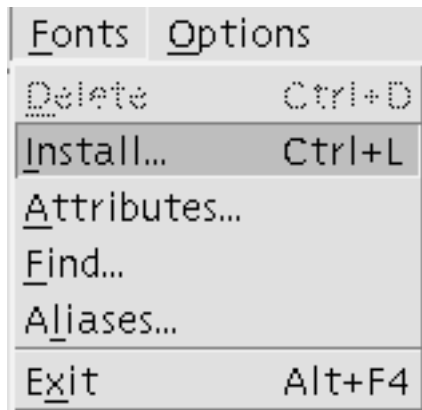 Fonts Options
Delete Ctrl+D
Install... Ctrl+L
Attributes...
Find...
Aliases...
Exit Alt+F4